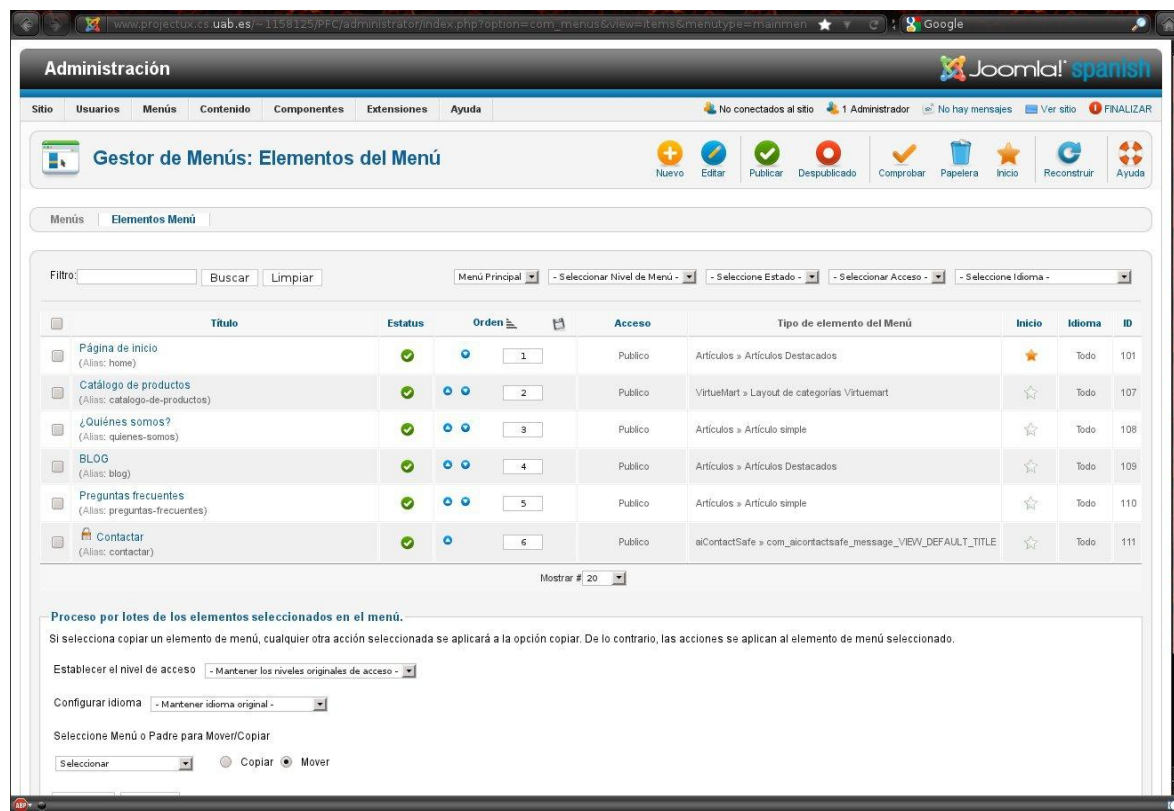 www.projectux.cs.uab.es/~1158125/PFC/administrator/index.php?option=com_menus&view=items&menutype=mainmen
Google
Administración
Joomla! spanish
Sitio Usuarios Menús Contenido Componentes Extensiones Ayuda No conectados al sitio 1 Administrador No hay mensajes Ver sitio FINALIZAR
Gestor de Menús: Elementos del Menú
Nuevo Editar Publicar Despublicado Comprobar Papelera Inicio Reconstruir Ayuda
Menús Elementos Menú
Filtro: Buscar Limpiar Menú Principal - Seleccionar Nivel de Menú - - Seleccione Estado - - Seleccionar Acceso - - Seleccione Idioma -
Título Estatus Orden Acceso Tipo de elemento del Menú Inicio Idioma ID
Página de inicio
(Alias: home)
1 Publico Artículos » Artículos Destacados Todo 101
Catálogo de productos
(Alias: catalogo-de-productos)
2 Publico VirtueMart » Layout de categorías Virtuemart Todo 107
¿Quiénes somos?
(Alias: quienes-somos)
3 Publico Artículos » Artículo simple Todo 108
BLOG
(Alias: blog)
4 Publico Artículos » Artículos Destacados Todo 109
Preguntas frecuentes
(Alias: preguntas-frecuentes)
5 Publico Artículos » Artículo simple Todo 110
Contactar
(Alias: contactar)
6 Publico aiContactSafe » com_aicontactsafe_message_VIEW_DEFAULT_TITLE Todo 111
Mostrar # 20
Proceso por lotes de los elementos seleccionados en el menú.
Si selecciona copiar un elemento de menú, cualquier otra acción seleccionada se aplicará a la opción copiar. De lo contrario, las acciones se aplican al elemento de menú seleccionado.
Establecer el nivel de acceso - Mantener los niveles originales de acceso -
Configurar idioma - Mantener idioma original -
Seleccione Menú o Padre para Mover/Copiar
Seleccionar Copiar Mover
ABP